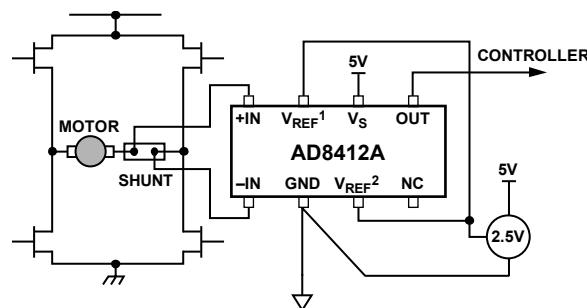 CONTROLLER
5V
+IN VREF1 VS OUT
MOTOR
AD8412A
SHUNT
–IN GND VREF2 NC
5V
2.5V